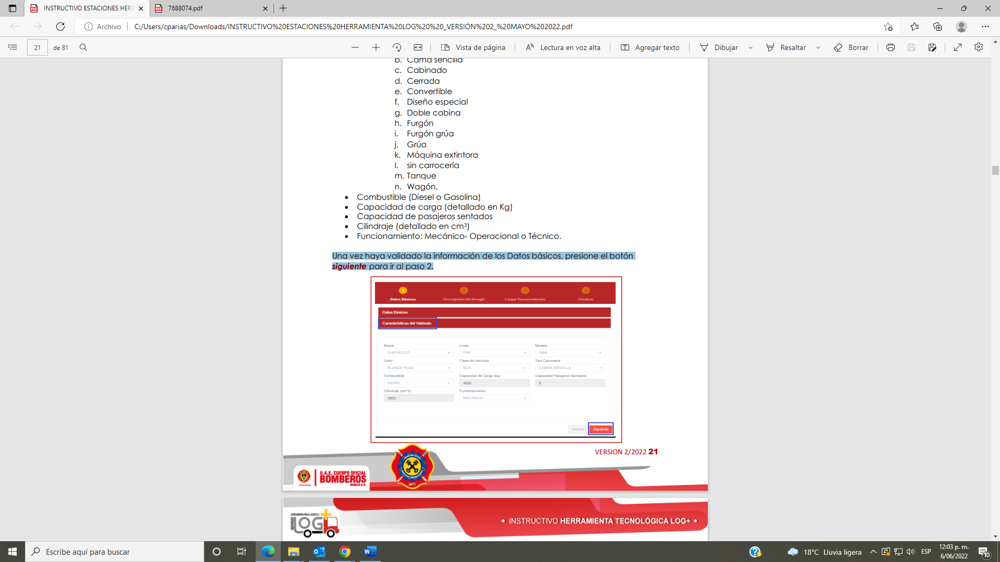 INSTRUCTIVO ESTACIONES HERR
7688074.pdf
Archivo
C:/Users/cparias/Downloads/INSTRUCTIVO%20ESTACIONES%20HERRAMIENTA%20LOG%20%20_VERSIÓN%202_%20MAYO%202022.pdf
21
de 81
Vista de página
Lectura en voz alta
Agregar texto
Dibujar
Resaltar
Borrar
b. Cama sencilla
c. Cabinado
d. Cerrada
e. Convertible
f. Diseño especial
g. Doble cabina
h. Furgón
i. Furgón grúa
j. Grúa
k. Máquina extintora
l. sin carrocería
m. Tanque
n. Wagón.
• Combustible (Diesel o Gasolina)
• Capacidad de carga (detallado en Kg)
• Capacidad de pasajeros sentados
• Cilindraje (detallado en cm³)
• Funcionamiento: Mecánico- Operacional o Técnico.
Una vez haya validado la información de los Datos básicos, presione el botón
siguiente para ir al paso 2.
1 2 3 4
Datos Básicos Descripción del Arreglo Cargar Documentación Finalizar
Datos Básicos
Características del Vehículo
Marca Línea Modelo
CHEVROLET FRR 1994
Color Clase de Vehículo Tipo Carrocería
BLANCO ROJO BUS CABINA SENCILLA
Combustible Capacidad de Carga (kg) Capacidad Pasajeros Sentados
DIESEL 4500 5
Cilindraje (cm^3) Funcionamiento
3500 MECÁNICO
Anterior Siguiente
VERSION 2/2022 21
U.A.E. CUERPO OFICIAL
BOMBEROS
BOGOTÁ D.C.
HERRAMIENTA MESA LOGÍSTICA
LOG
• INSTRUCTIVO HERRAMIENTA TECNOLÓGICA LOG+ •
Escribe aquí para buscar
18°C Lluvia ligera
ESP
12:03 p. m.
6/06/2022
10